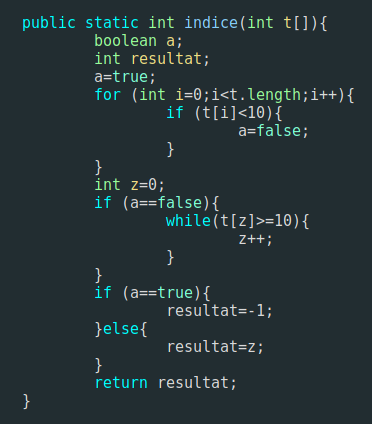 public static int indice(int t[]){
        boolean a;
        int resultat;
        a=true;
        for (int i=0;i<t.length;i++){
                if (t[i]<10){
                        a=false;
                }
        }
        int z=0;
        if (a==false){
                while(t[z]>=10){
                        z++;
                }
        }
        if (a==true){
                resultat=-1;
        }else{
                resultat=z;
        }
        return resultat;
}